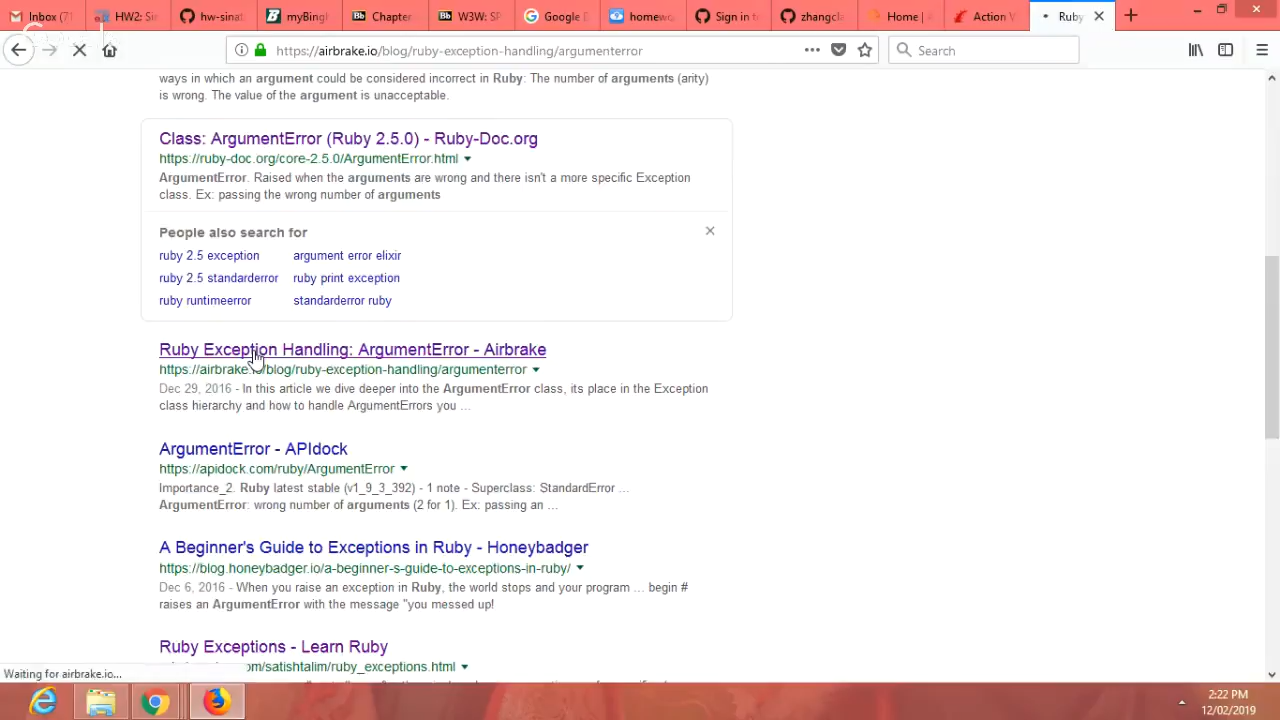 Inbox (71
HW2: Sin
hw-sinat
myBingh
Chapter
W3W: SP
Google D
homewo
Sign in t
zhangcla
Home | A
Action V
Ruby
https://airbrake.io/blog/ruby-exception-handling/argumenterror
Search
ways in which an argument could be considered incorrect in Ruby: The number of arguments (arity)
is wrong. The value of the argument is unacceptable.
Class: ArgumentError (Ruby 2.5.0) - Ruby-Doc.org
https://ruby-doc.org/core-2.5.0/ArgumentError.html
ArgumentError. Raised when the arguments are wrong and there isn't a more specific Exception
class. Ex: passing the wrong number of arguments
People also search for
ruby 2.5 exception argument error elixir
ruby 2.5 standarderror ruby print exception
ruby runtimeerror standarderror ruby
Ruby Exception Handling: ArgumentError - Airbrake
https://airbrake.io/blog/ruby-exception-handling/argumenterror
Dec 29, 2016 - In this article we dive deeper into the ArgumentError class, its place in the Exception
class hierarchy and how to handle ArgumentErrors you ...
ArgumentError - APIdock
https://apidock.com/ruby/ArgumentError
Importance_2. Ruby latest stable (v1_9_3_392) - 1 note - Superclass: StandardError ...
ArgumentError: wrong number of arguments (2 for 1). Ex: passing an ...
A Beginner's Guide to Exceptions in Ruby - Honeybadger
https://blog.honeybadger.io/a-beginner-s-guide-to-exceptions-in-ruby/
Dec 6, 2016 - When you raise an exception in Ruby, the world stops and your program ... begin #
raises an ArgumentError with the message "you messed up!
Ruby Exceptions - Learn Ruby
om/satishtalim/ruby_exceptions.html
Waiting for airbrake.io...
2:22 PM
12/02/2019